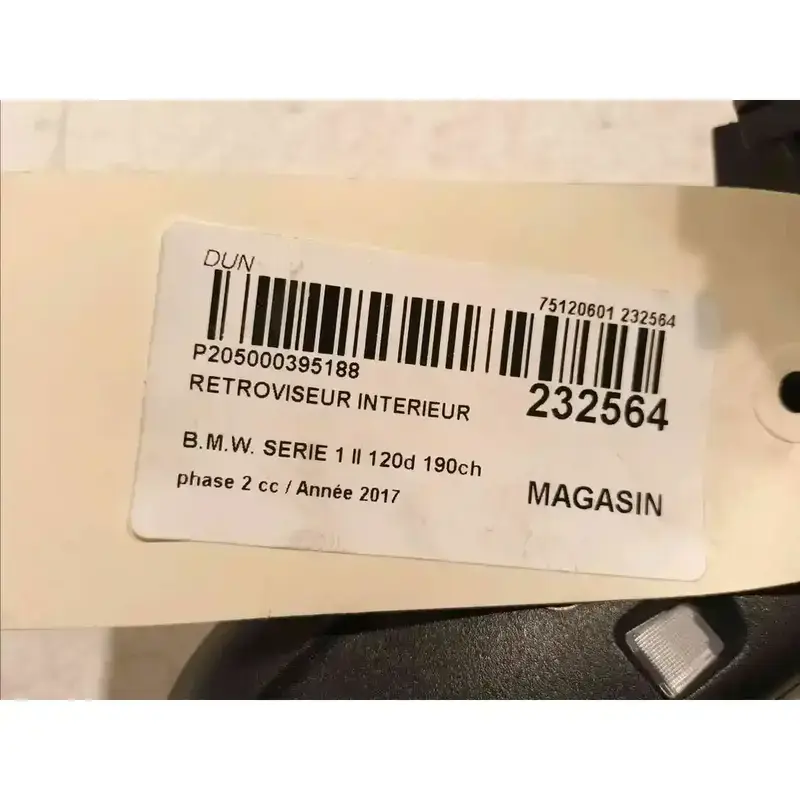 DUN
75120601 232564
P205000395188
RETROVISEUR INTERIEUR
232564
B.M.W. SERIE 1 II 120d 190ch
phase 2 cc / Année 2017
MAGASIN